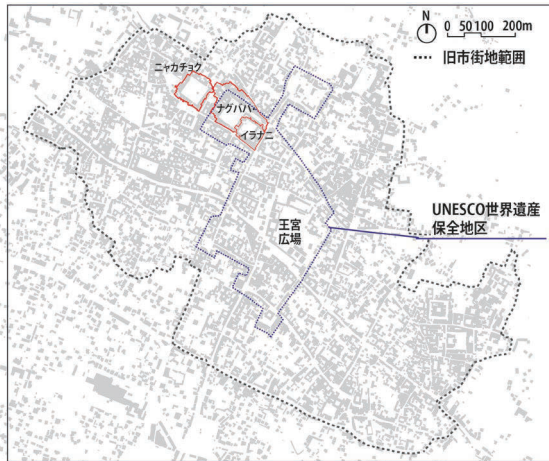 N
0 50 100 200m
旧市街地範囲
ニャカチョク
ナグバハ
イラナニ
UNESCO世界遺産
保全地区
王宮
広場